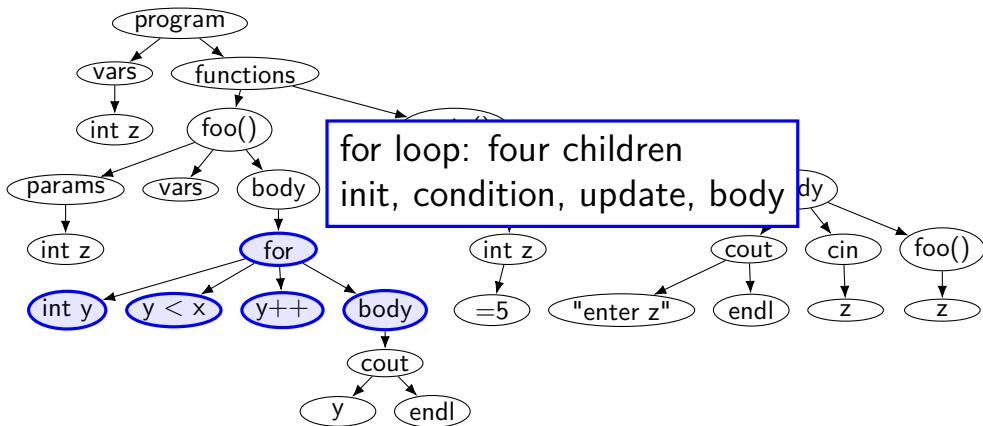 program
vars
functions
int z
foo()
for loop: four children
init, condition, update, body
params
vars
body
int z
for
int z
cout
cin
foo()
int y
y < x
y++
body
=5
"enter z"
endl
z
z
cout
y
endl